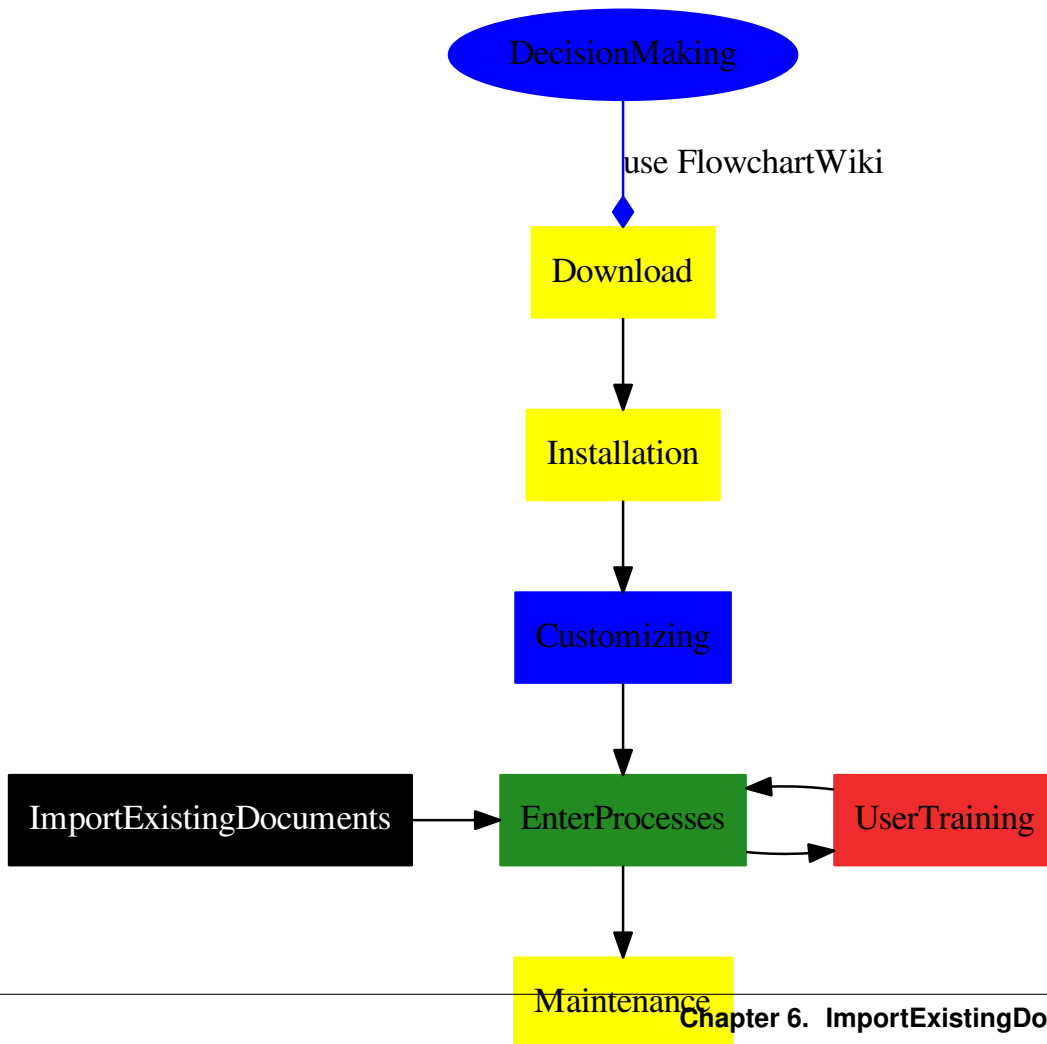 DecisionMaking
use FlowchartWiki
Download
Installation
Customizing
ImportExistingDocuments
EnterProcesses
UserTraining
Maintenance
Chapter 6. ImportExistingDo